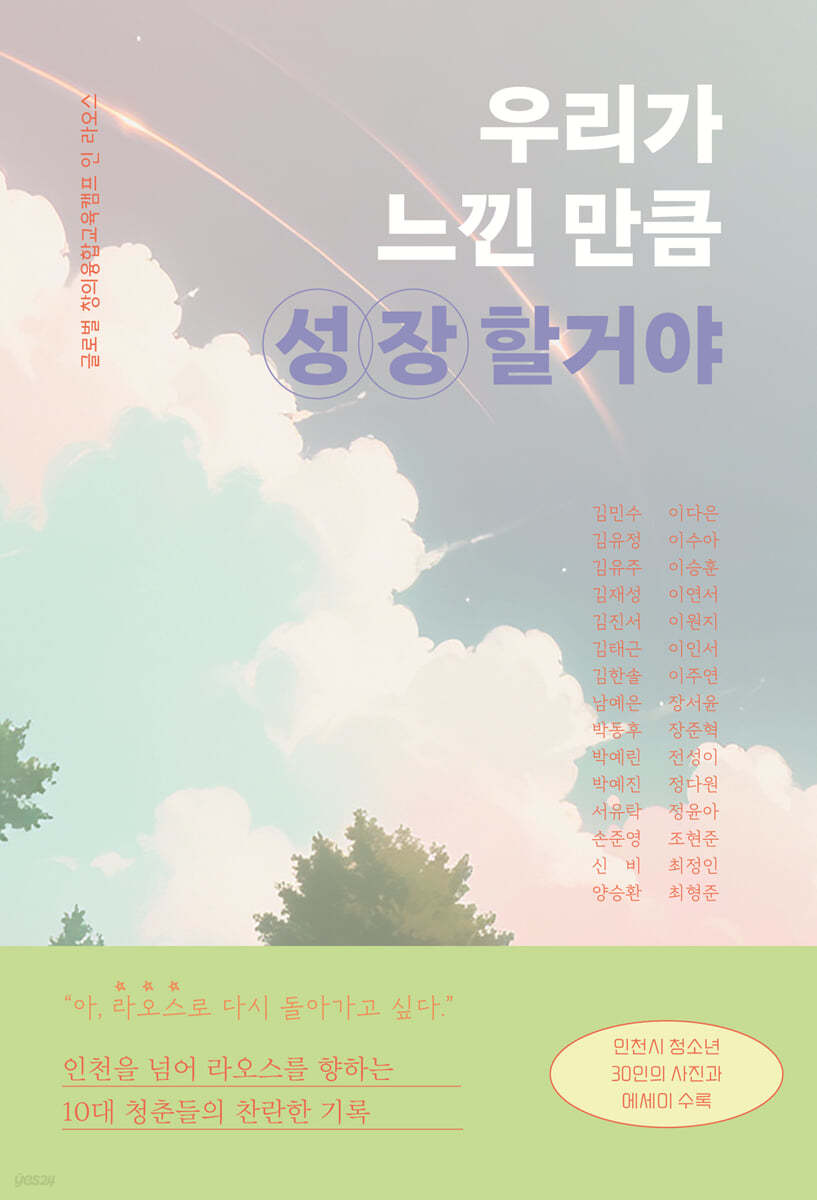 글로벌 창의융합교육캠프 인 라오스
우리가
느낀 만큼
성장 할거야
김민수 이다은
김유정 이수아
김유주 이승훈
김재성 이연서
김진서 이원지
김태근 이인서
김한솔 이주연
남예은 장서윤
박동후 장준혁
박예린 전성이
박예진 정다원
서유탁 정윤아
손준영 조현준
신 비 최정인
양승환 최형준
“아, 라오스로 다시 돌아가고 싶다.”
인천을 넘어 라오스를 향하는
10대 청춘들의 찬란한 기록
인천시 청소년
30인의 사진과
에세이 수록
yes24